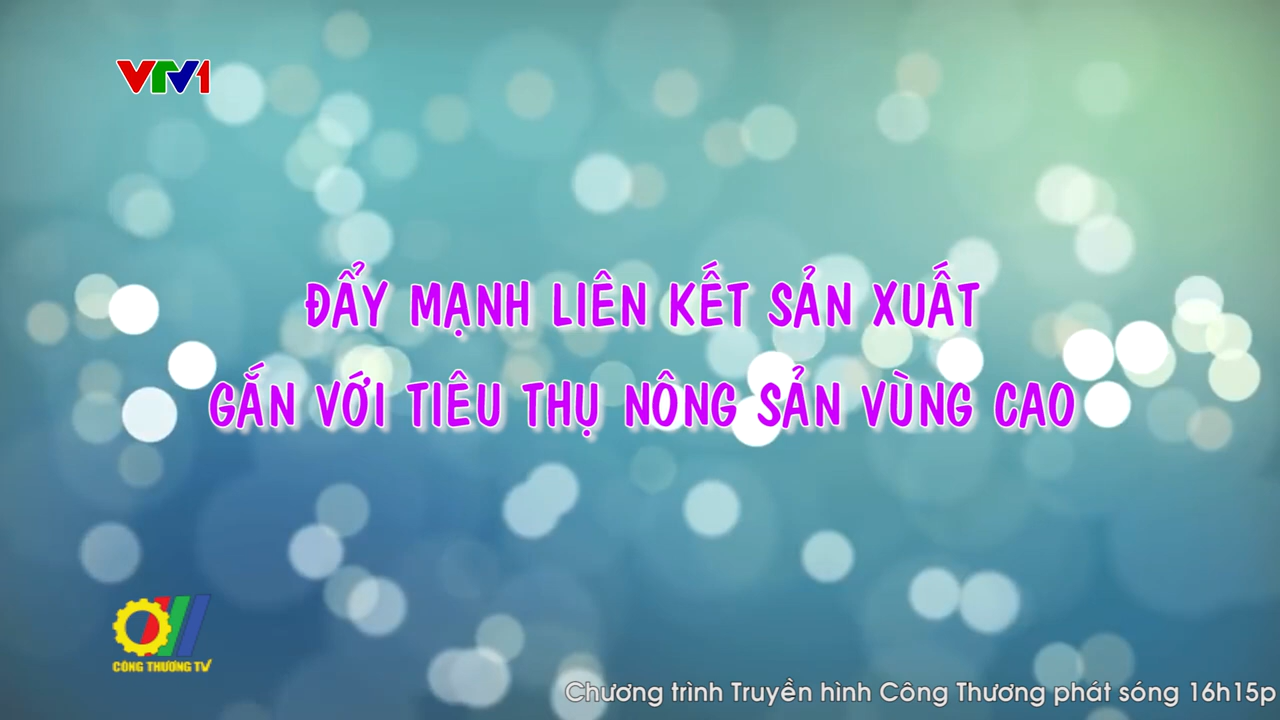 VTV1
ĐẨY MẠNH LIÊN KẾT SẢN XUẤT
GẮN VỚI TIÊU THỤ NÔNG SẢN VÙNG CAO
CÔNG THƯƠNG TV
Chương trình Truyền hình Công Thương phát sóng 16h15p